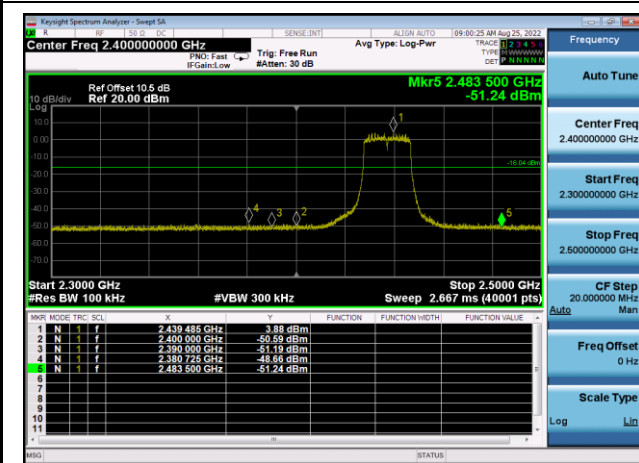 Keysight Spectrum Analyzer - Swept SA
R RF 50 Ω DC SENSE:INT ALIGN AUTO 09:00:25 AM Aug 25, 2022
Center Freq 2.400000000 GHz
PNO: Fast
IFGain:Low
Trig: Free Run
#Atten: 30 dB
Avg Type: Log-Pwr
TRACE 1 2 3 4 5 6
TYPE MWWWWW
DET P NNNNN
Ref Offset 10.5 dB
Ref 20.00 dBm
10 dB/div
Log
Mkr5 2.483 500 GHz
-51.24 dBm
10.0
0.00
-10.0
-20.0
-30.0
-40.0
-50.0
-60.0
-70.0
1
-16.04 dBm
4
3
2
5
Start 2.3000 GHz
Stop 2.5000 GHz
#Res BW 100 kHz
#VBW 300 kHz
Sweep 2.667 ms (40001 pts)
MKR MODE TRC SCL X Y FUNCTION FUNCTION WIDTH FUNCTION VALUE
1 N 1 f 2.439 485 GHz 3.88 dBm
2 N 1 f 2.400 000 GHz -50.59 dBm
3 N 1 f 2.390 000 GHz -51.19 dBm
4 N 1 f 2.380 725 GHz -48.66 dBm
5 N 1 f 2.483 500 GHz -51.24 dBm
6
7
8
9
10
11
MSG
STATUS
Frequency
Auto Tune
Center Freq
2.400000000 GHz
Start Freq
2.300000000 GHz
Stop Freq
2.500000000 GHz
CF Step
20.000000 MHz
Auto Man
Freq Offset
0 Hz
Scale Type
Log Lin